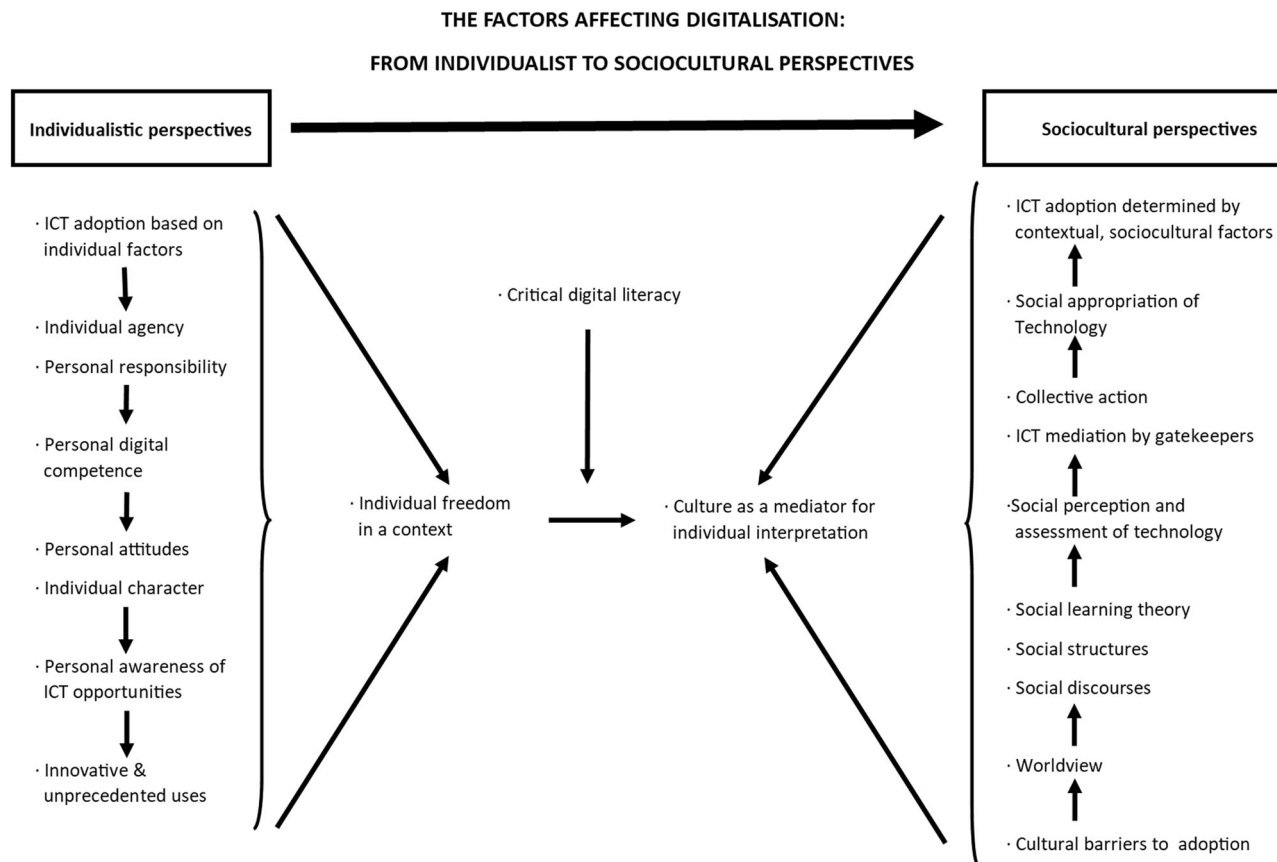 THE FACTORS AFFECTING DIGITALISATION:
FROM INDIVIDUALIST TO SOCIOCULTURAL PERSPECTIVES
Individualistic perspectives
· ICT adoption based on
individual factors
· Individual agency
· Personal responsibility
· Personal digital
competence
· Personal attitudes
· Individual character
· Personal awareness of
ICT opportunities
· Innovative &
unprecedented uses
· Critical digital literacy
· Individual freedom
in a context
· Culture as a mediator for
individual interpretation
Sociocultural perspectives
· ICT adoption determined by
contextual, sociocultural factors
· Social appropriation of
Technology
· Collective action
· ICT mediation by gatekeepers
·Social perception and
assessment of technology
· Social learning theory
· Social structures
· Social discourses
· Worldview
· Cultural barriers to adoption